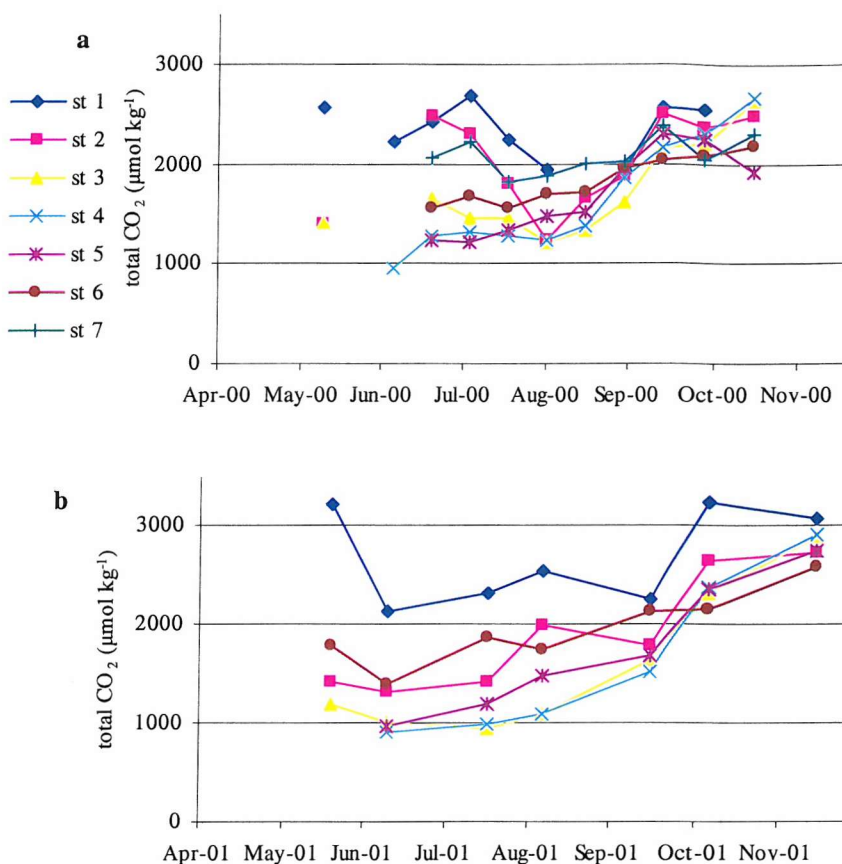 a
st 1
st 2
st 3
st 4
st 5
st 6
st 7
total CO₂ (μmol kg⁻¹)
3000
2000
1000
0
Apr-00 May-00 Jun-00 Jul-00 Aug-00 Sep-00 Oct-00 Nov-00
b
total CO₂ (μmol kg⁻¹)
3000
2000
1000
0
Apr-01 May-01 Jun-01 Jul-01 Aug-01 Sep-01 Oct-01 Nov-01